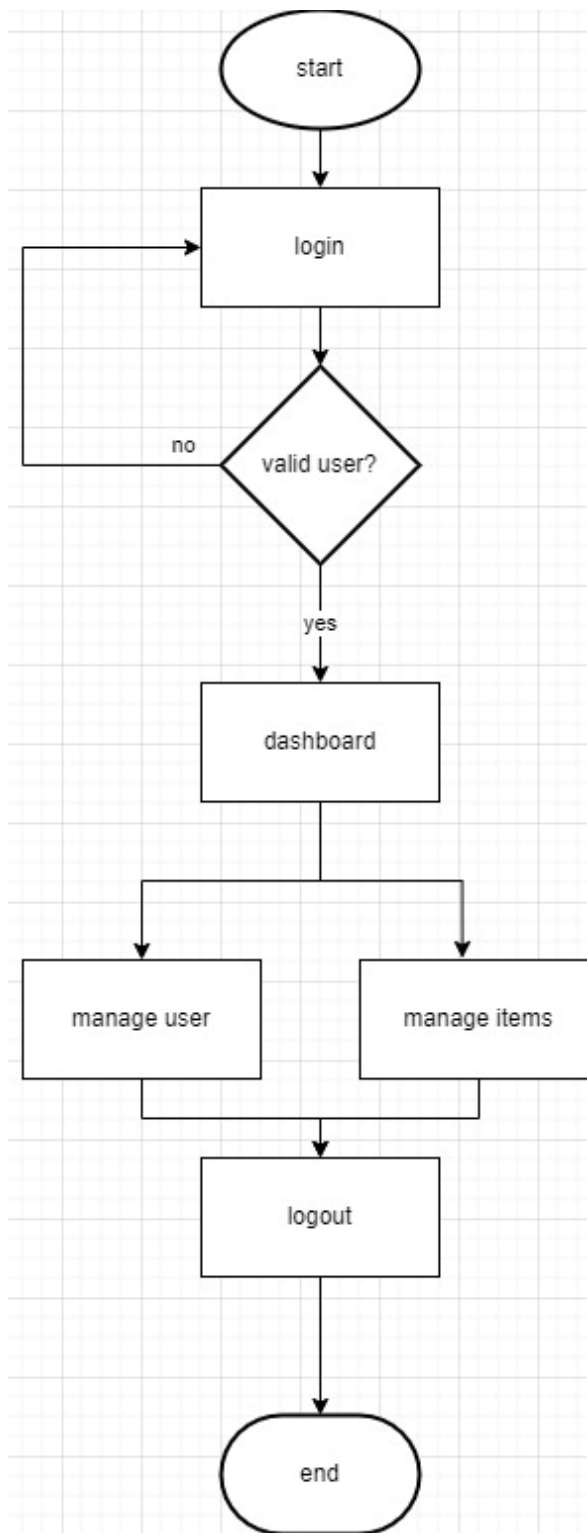 start
login
no
valid user?
yes
dashboard
manage user
manage items
logout
end